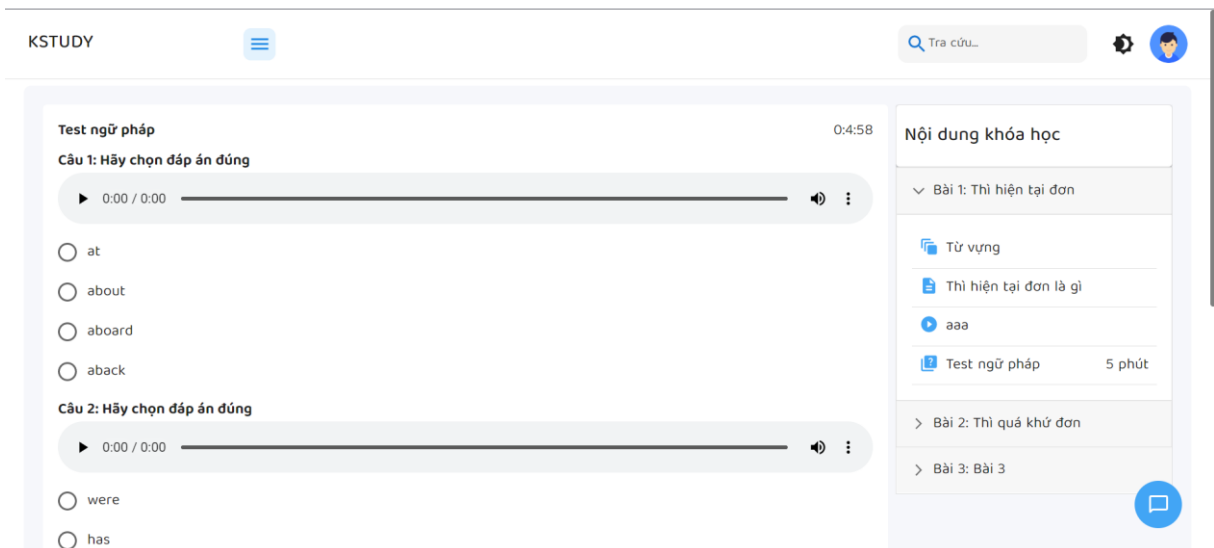 KSTUDY
Tra cứu...
Test ngữ pháp
0:4:58
Câu 1: Hãy chọn đáp án đúng
0:00 / 0:00
at
about
aboard
aback
Câu 2: Hãy chọn đáp án đúng
0:00 / 0:00
were
has
Nội dung khóa học
Bài 1: Thì hiện tại đơn
Từ vựng
Thì hiện tại đơn là gì
aaa
Test ngữ pháp 5 phút
Bài 2: Thì quá khứ đơn
Bài 3: Bài 3